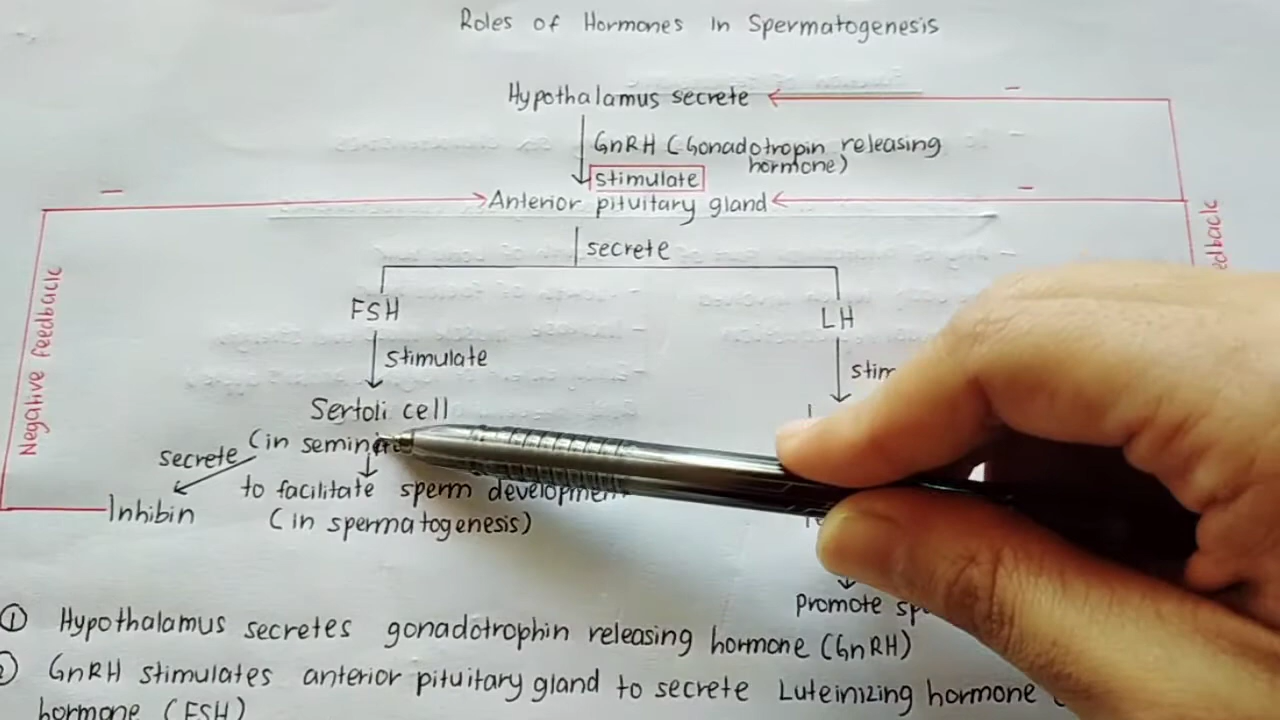 Roles of Hormones In Spermatogenesis
Hypothalamus secrete
GnRH (Gonadotropin releasing
hormone)
stimulate
Anterior pituitary gland
secrete
FSH
LH
stimulate
Sertoli cell
(in
secrete
to facilitate sperm development
Inhibin
(in spermatogenesis)
Promote
Negative feedback
① Hypothalamus secretes gonadotrophin releasing hormone (GnRH)
② GnRH stimulates anterior pituitary gland to secrete Luteinizing hormone
hormone (FSH)